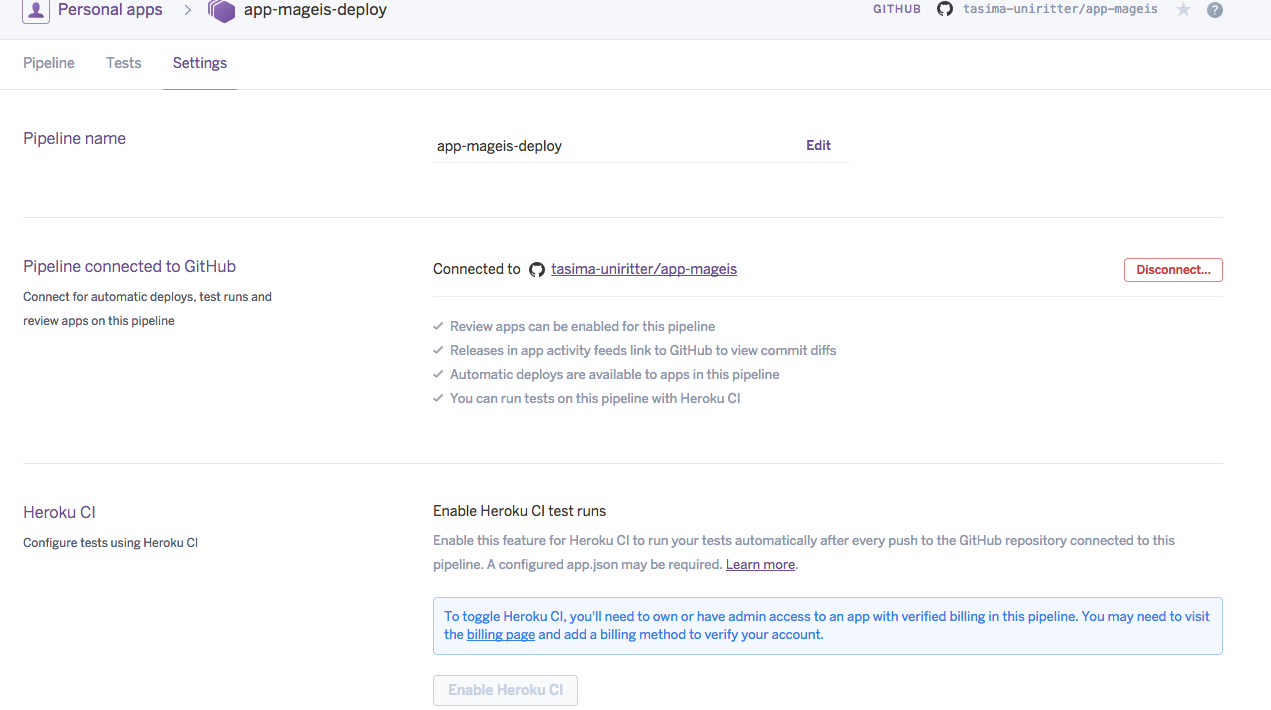 Personal apps > app-mageis-deploy GITHUB tasima-uniritter/app-mageis ?
Pipeline Tests Settings
Pipeline name
app-mageis-deploy Edit
Pipeline connected to GitHub
Connect for automatic deploys, test runs and
review apps on this pipeline
Connected to tasima-uniritter/app-mageis Disconnect...
Review apps can be enabled for this pipeline
Releases in app activity feeds link to GitHub to view commit diffs
Automatic deploys are available to apps in this pipeline
You can run tests on this pipeline with Heroku CI
Heroku CI
Configure tests using Heroku CI
Enable Heroku CI test runs
Enable this feature for Heroku CI to run your tests automatically after every push to the GitHub repository connected to this
pipeline. A configured app.json may be required. Learn more.
To toggle Heroku CI, you'll need to own or have admin access to an app with verified billing in this pipeline. You may need to visit
the billing page and add a billing method to verify your account.
Enable Heroku CI